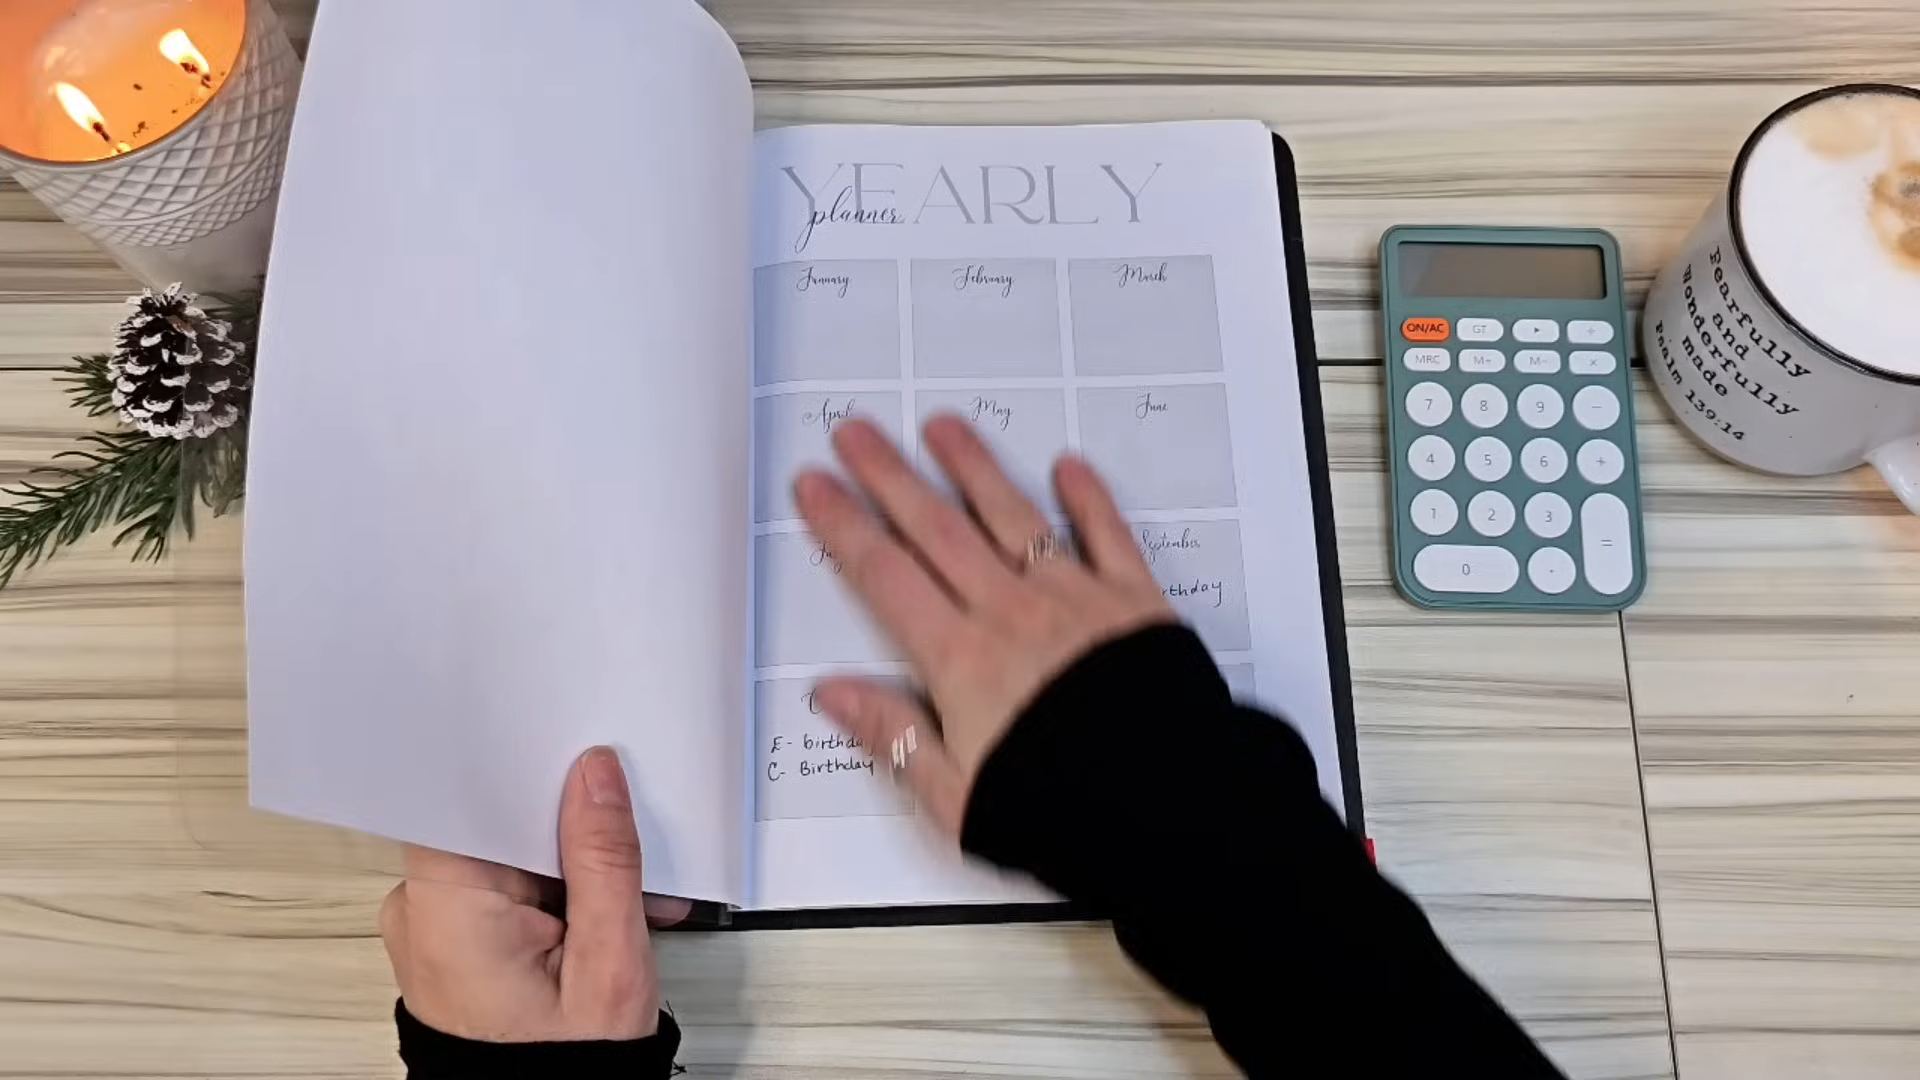 YEARLY
planner
January
February
March
April
May
June
September
E- birthday
C- Birthday
ON/AC
GT
MRC
M+
M-
7
8
9
4
5
6
+
1
2
3
=
0
.
Fearfully
and
Wonderfully
made
Psalm 139:14